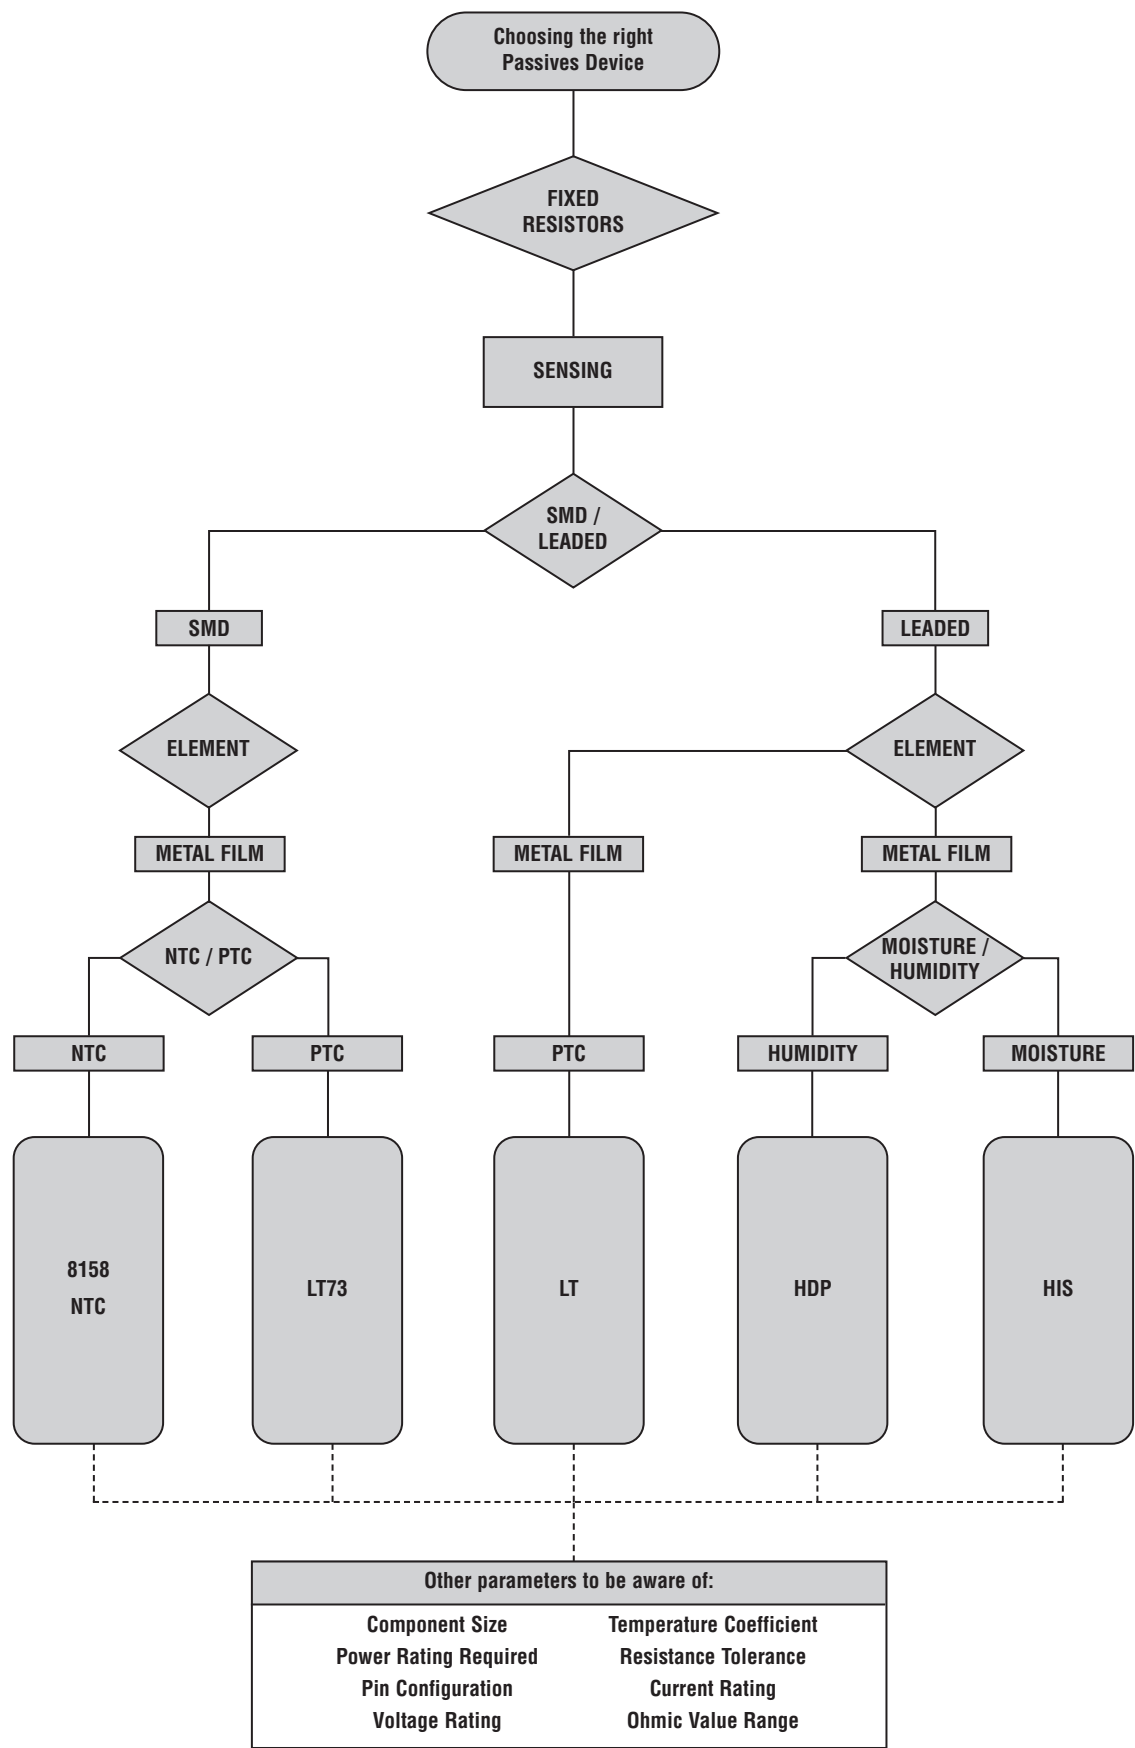 Choosing the right
Passives Device
FIXED
RESISTORS
SENSING
SMD /
LEADED
SMD
LEADED
ELEMENT
ELEMENT
METAL FILM
METAL FILM
METAL FILM
NTC / PTC
MOISTURE /
HUMIDITY
NTC
PTC
PTC
HUMIDITY
MOISTURE
8158
NTC
LT73
LT
HDP
HIS
Other parameters to be aware of:
Component Size
Temperature Coefficient
Power Rating Required
Resistance Tolerance
Pin Configuration
Current Rating
Voltage Rating
Ohmic Value Range